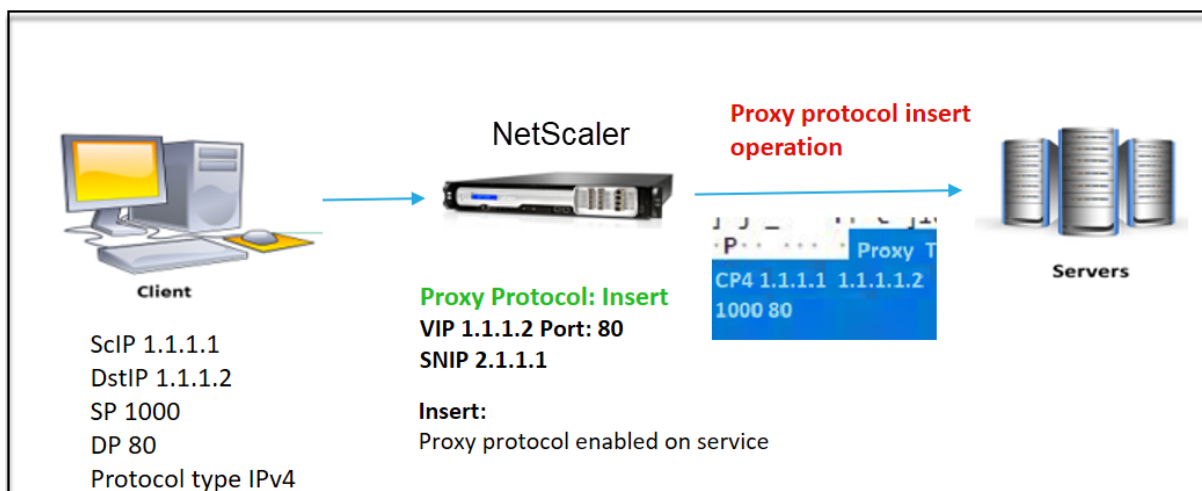 NetScaler
Proxy protocol insert
operation
·P·· ··· ·
Proxy T
CP4 1.1.1.1 1.1.1.1.2
1000 80
Client
Servers
ScIP 1.1.1.1
DstIP 1.1.1.2
SP 1000
DP 80
Protocol type IPv4
Proxy Protocol: Insert
VIP 1.1.1.2 Port: 80
SNIP 2.1.1.1
Insert:
Proxy protocol enabled on service